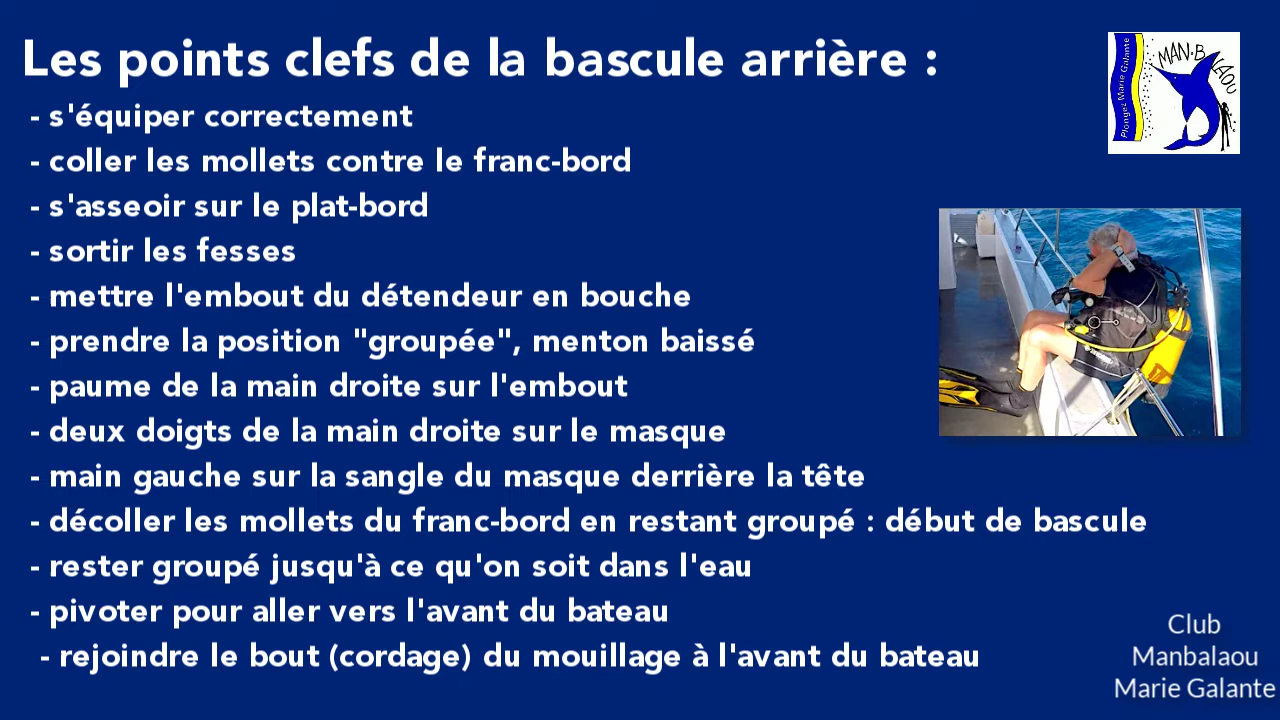 Les points clefs de la bascule arrière :
- s'équiper correctement
- coller les mollets contre le franc-bord
- s'asseoir sur le plat-bord
- sortir les fesses
- mettre l'embout du détendeur en bouche
- prendre la position "groupée", menton baissé
- paume de la main droite sur l'embout
- deux doigts de la main droite sur le masque
- main gauche sur la sangle du masque derrière la tête
- décoller les mollets du franc-bord en restant groupé : début de bascule
- rester groupé jusqu'à ce qu'on soit dans l'eau
- pivoter pour aller vers l'avant du bateau
- rejoindre le bout (cordage) du mouillage à l'avant du bateau
Plongez Marie Galante
MAN.BALAOU
Club
Manbalaou
Marie Galante